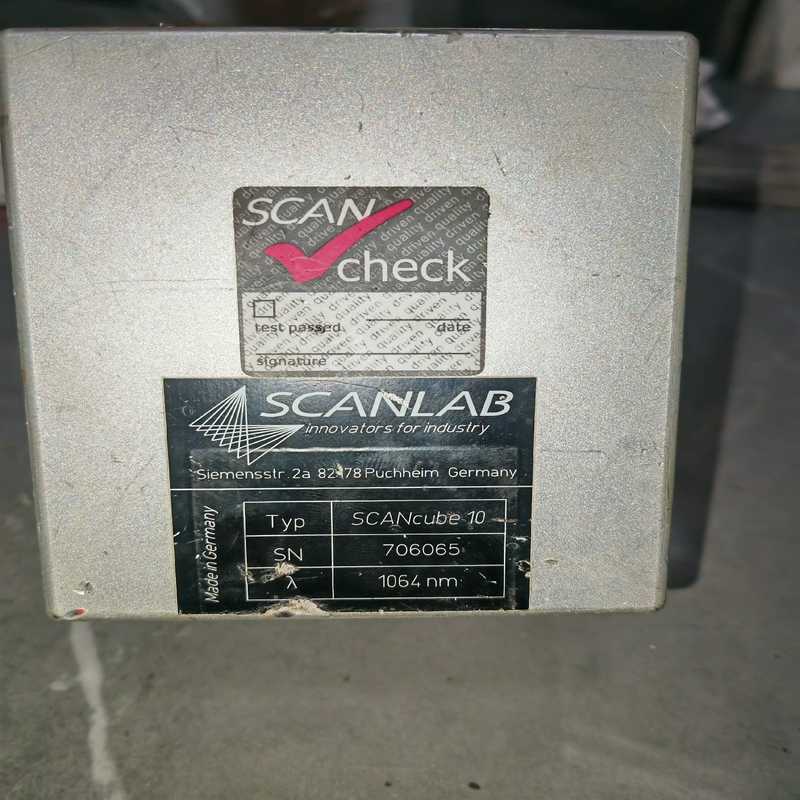 SCAN
check
test passed date
signature
SCANLAB
innovators for industry
Siemensstr. 2a 82178 Puchheim Germany
Made in Germany
Typ SCANcube 10
SN 706065
λ 1064 nm